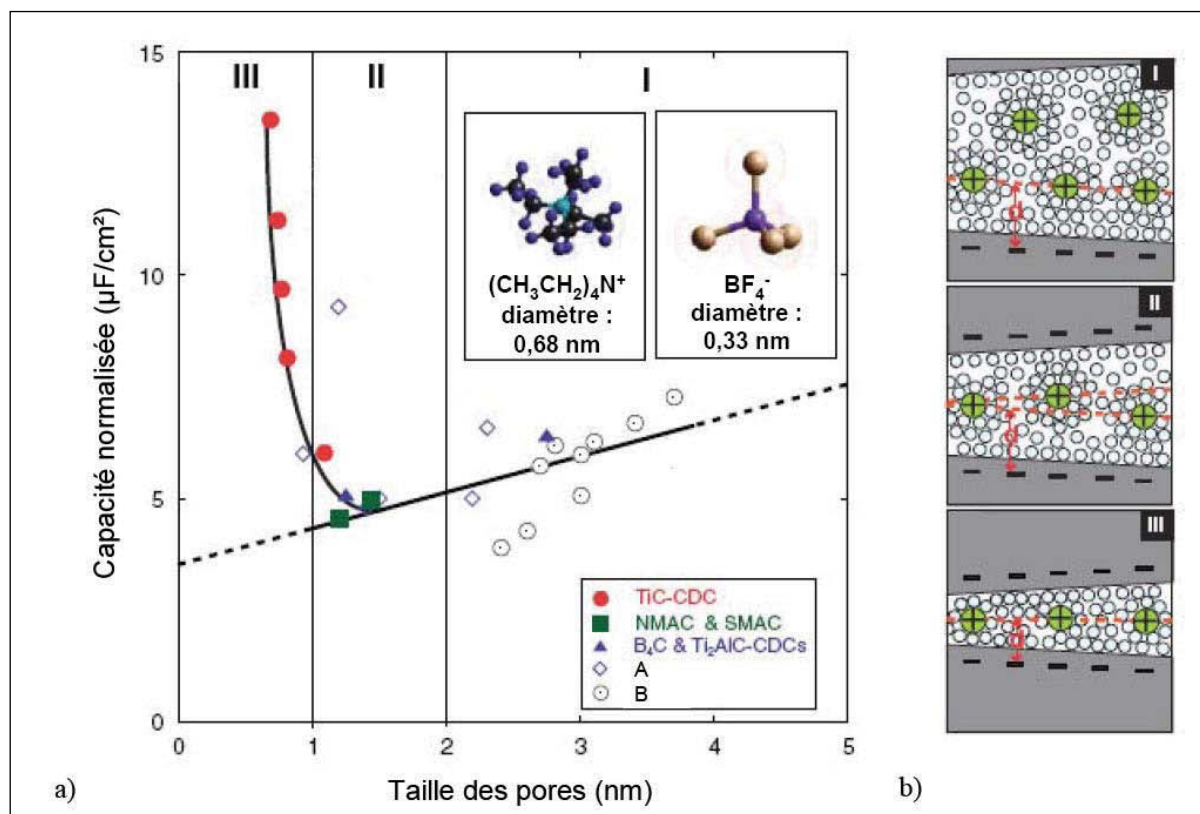 15
10
5
0
Capacité normalisée (µF/cm²)
III
II
I
(CH₃CH₂)₄N⁺
diamètre :
0,68 nm
BF₄⁻
diamètre :
0,33 nm
TiC-CDC
NMAC & SMAC
B₄C & Ti₂AlC-CDCs
A
B
0 1 2 3 4 5
Taille des pores (nm)
a)
I
d
II
d
III
d
b)